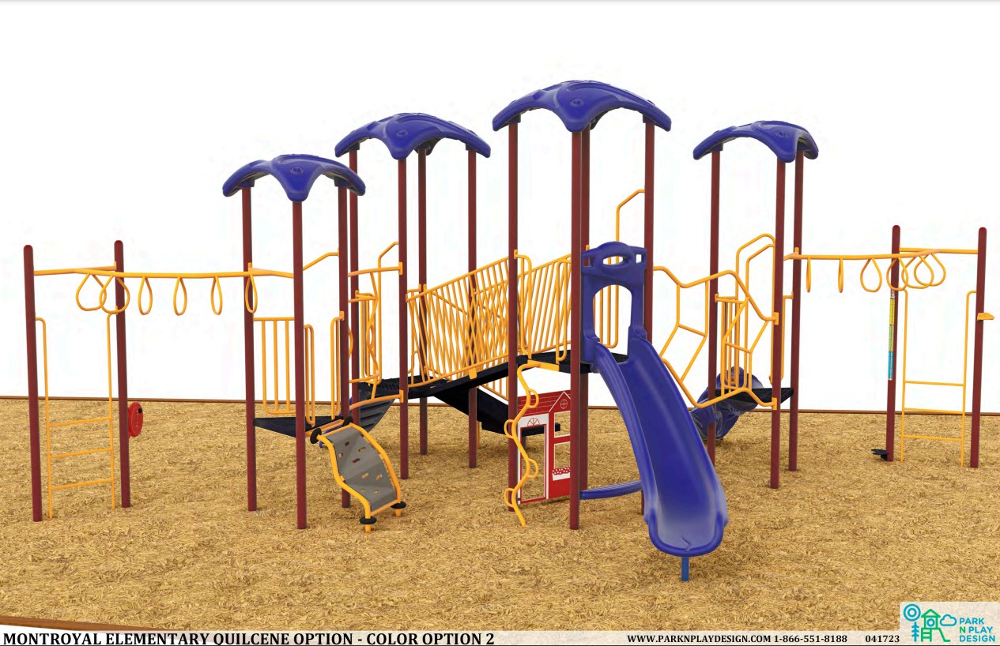 MONTROYAL ELEMENTARY QUILCENE OPTION - COLOR OPTION 2
WWW.PARKNPLAYDESIGN.COM 1-866-551-8188
041723
PARK
N PLAY
DESIGN